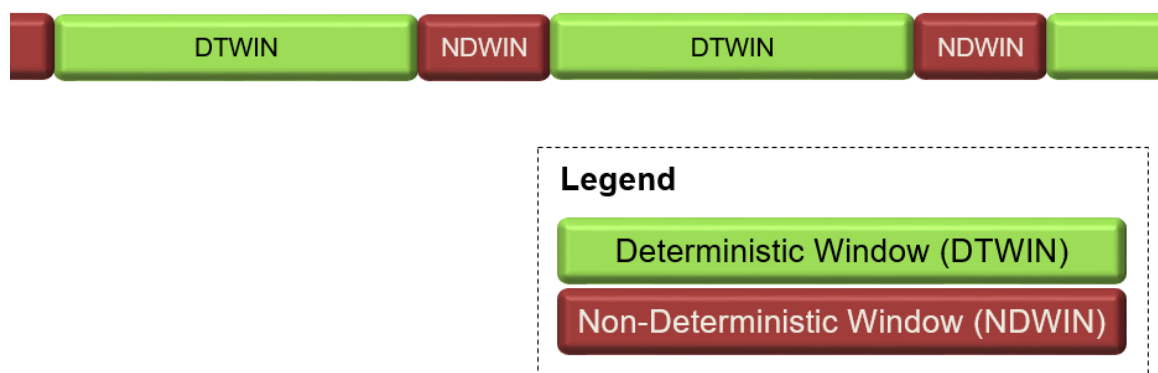 DTWIN NDWIN DTWIN NDWIN
Legend
Deterministic Window (DTWIN)
Non-Deterministic Window (NDWIN)